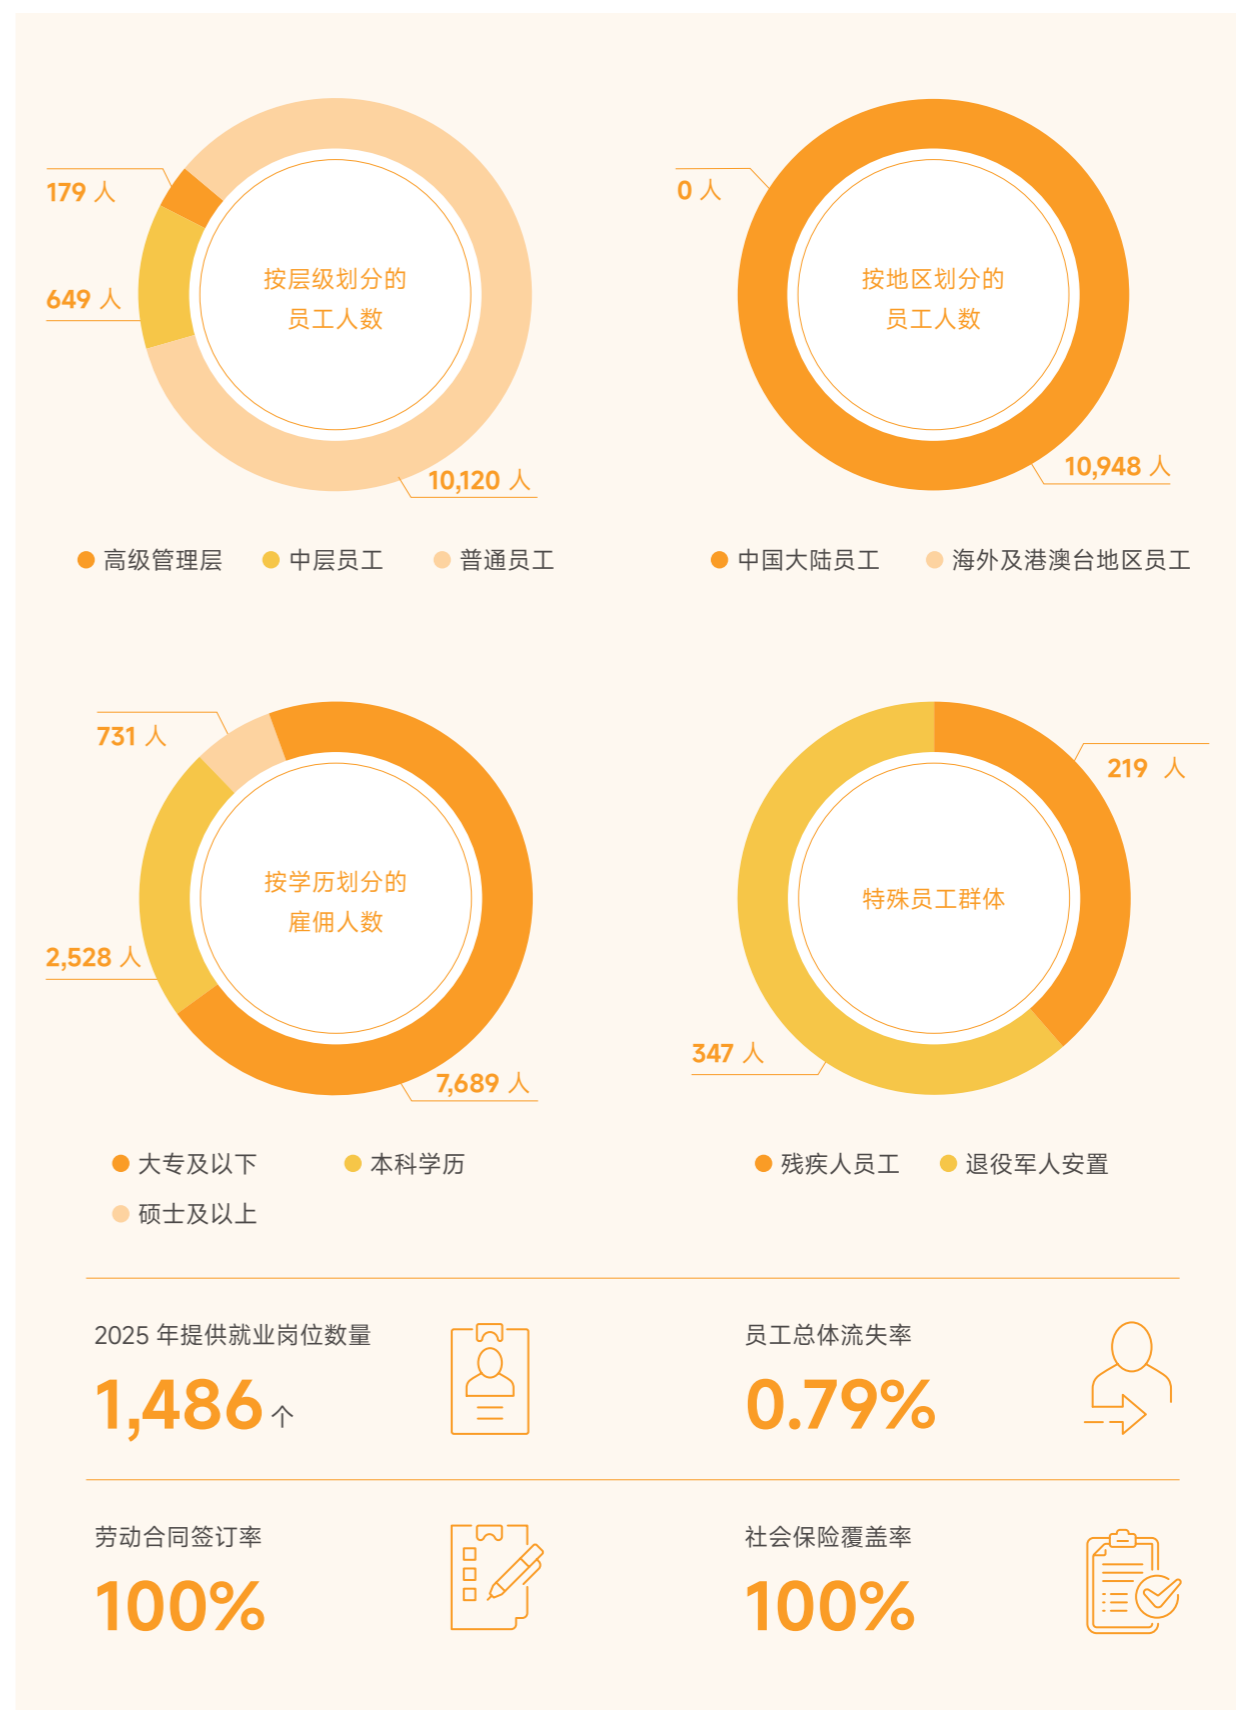 179 人
649 人
按层级划分的
员工人数
10,120 人
高级管理层 中层员工 普通员工
0 人
按地区划分的
员工人数
10,948 人
中国大陆员工 海外及港澳台地区员工
731 人
按学历划分的
雇佣人数
2,528 人
7,689 人
大专及以下 本科学历
硕士及以上
219 人
特殊员工群体
347 人
残疾人员工 退役军人安置
2025 年提供就业岗位数量
1,486 个
员工总体流失率
0.79%
劳动合同签订率
100%
社会保险覆盖率
100%